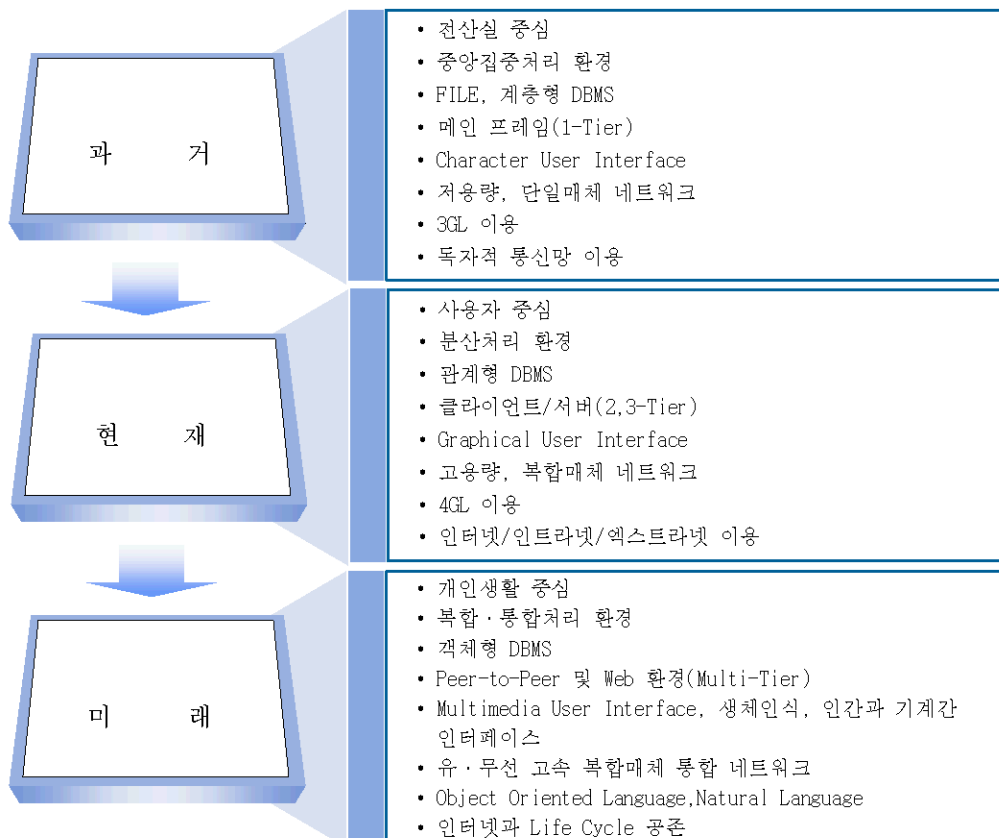 과 거
• 전산실 중심
• 중앙집중처리 환경
• FILE, 계층형 DBMS
• 메인 프레임(1-Tier)
• Character User Interface
• 저용량, 단일매체 네트워크
• 3GL 이용
• 독자적 통신망 이용
현 재
• 사용자 중심
• 분산처리 환경
• 관계형 DBMS
• 클라이언트/서버(2,3-Tier)
• Graphical User Interface
• 고용량, 복합매체 네트워크
• 4GL 이용
• 인터넷/인트라넷/엑스트라넷 이용
미 래
• 개인생활 중심
• 복합·통합처리 환경
• 객체형 DBMS
• Peer-to-Peer 및 Web 환경(Multi-Tier)
• Multimedia User Interface, 생체인식, 인간과 기계간
인터페이스
• 유·무선 고속 복합매체 통합 네트워크
• Object Oriented Language,Natural Language
• 인터넷과 Life Cycle 공존